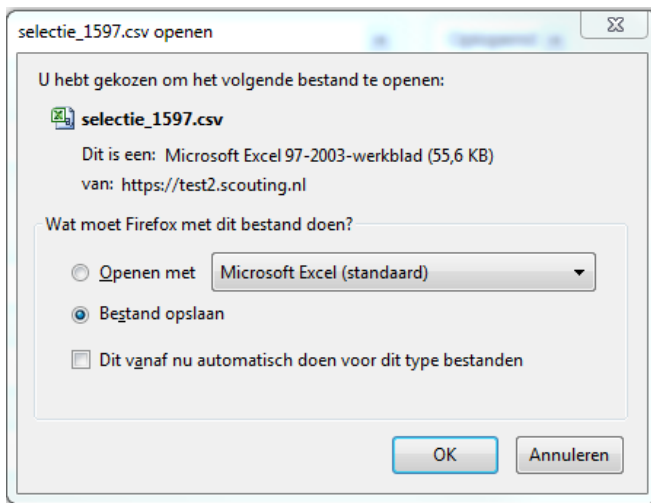 selectie_1597.csv openen
U hebt gekozen om het volgende bestand te openen:
selectie_1597.csv
Dit is een: Microsoft Excel 97-2003-werkblad (55,6 KB)
van: https://test2.scouting.nl
Wat moet Firefox met dit bestand doen?
Openen met Microsoft Excel (standaard)
Bestand opslaan
Dit vanaf nu automatisch doen voor dit type bestanden
OK Annuleren